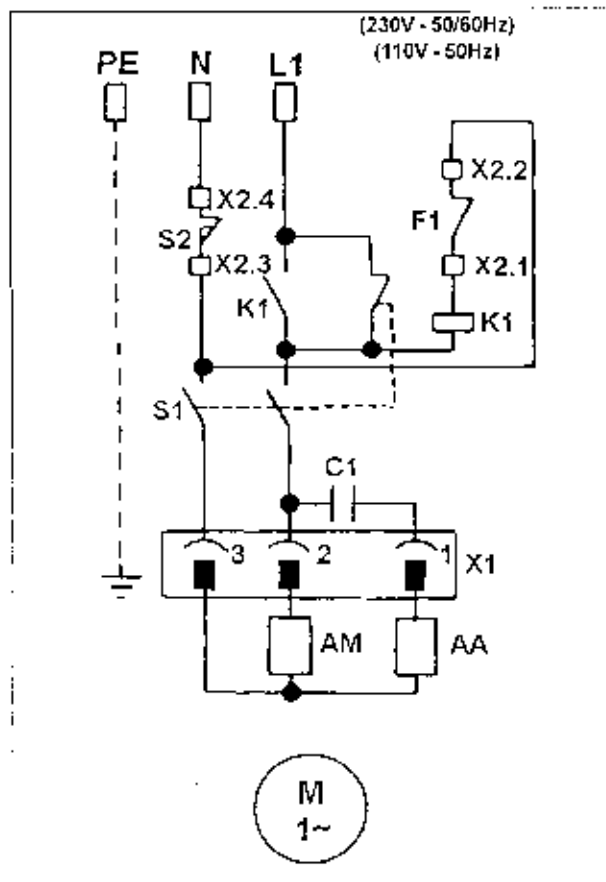 (230V - 50/60Hz)
(110V - 50Hz)
PE N L1
X2.2
X2.4
F1
S2
X2.3
X2.1
K1
K1
S1
C1
3 2 1
X1
AM AA
M
1~